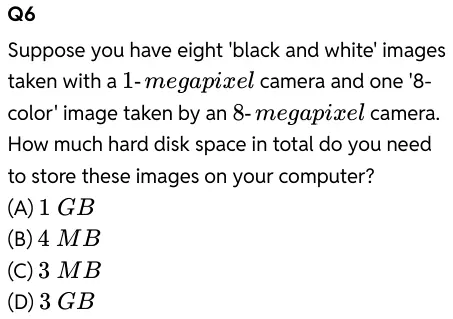 Q6
Suppose you have eight 'black and white' images
taken with a 1-megapixel camera and one '8-
color' image taken by an 8-megapixel camera.
How much hard disk space in total do you need
to store these images on your computer?
(A) 1 GB
(B) 4 MB
(C) 3 MB
(D) 3 GB